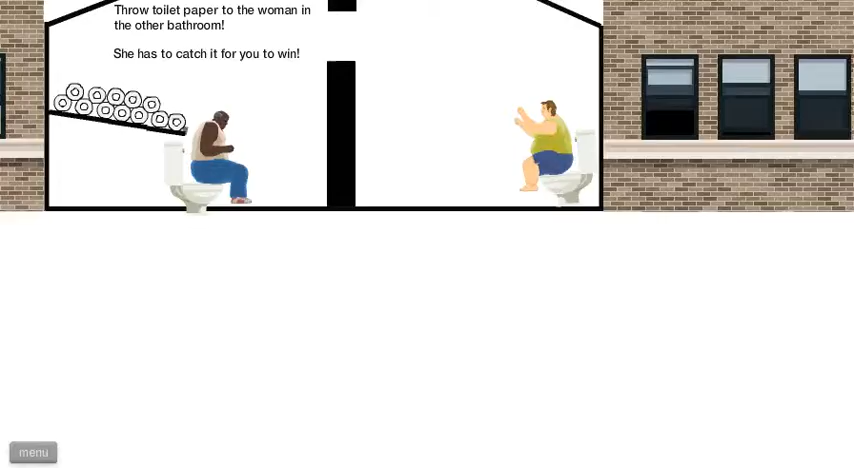 Throw toilet paper to the woman in
the other bathroom!
She has to catch it for you to win!
menu